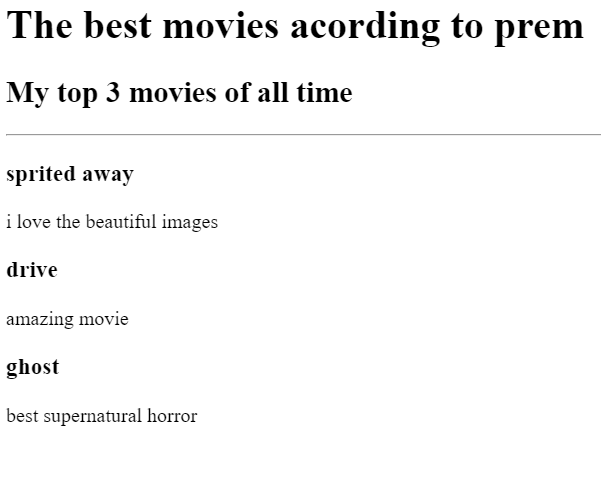 The best movies acording to prem
My top 3 movies of all time
sprited away
i love the beautiful images
drive
amazing movie
ghost
best supernatural horror